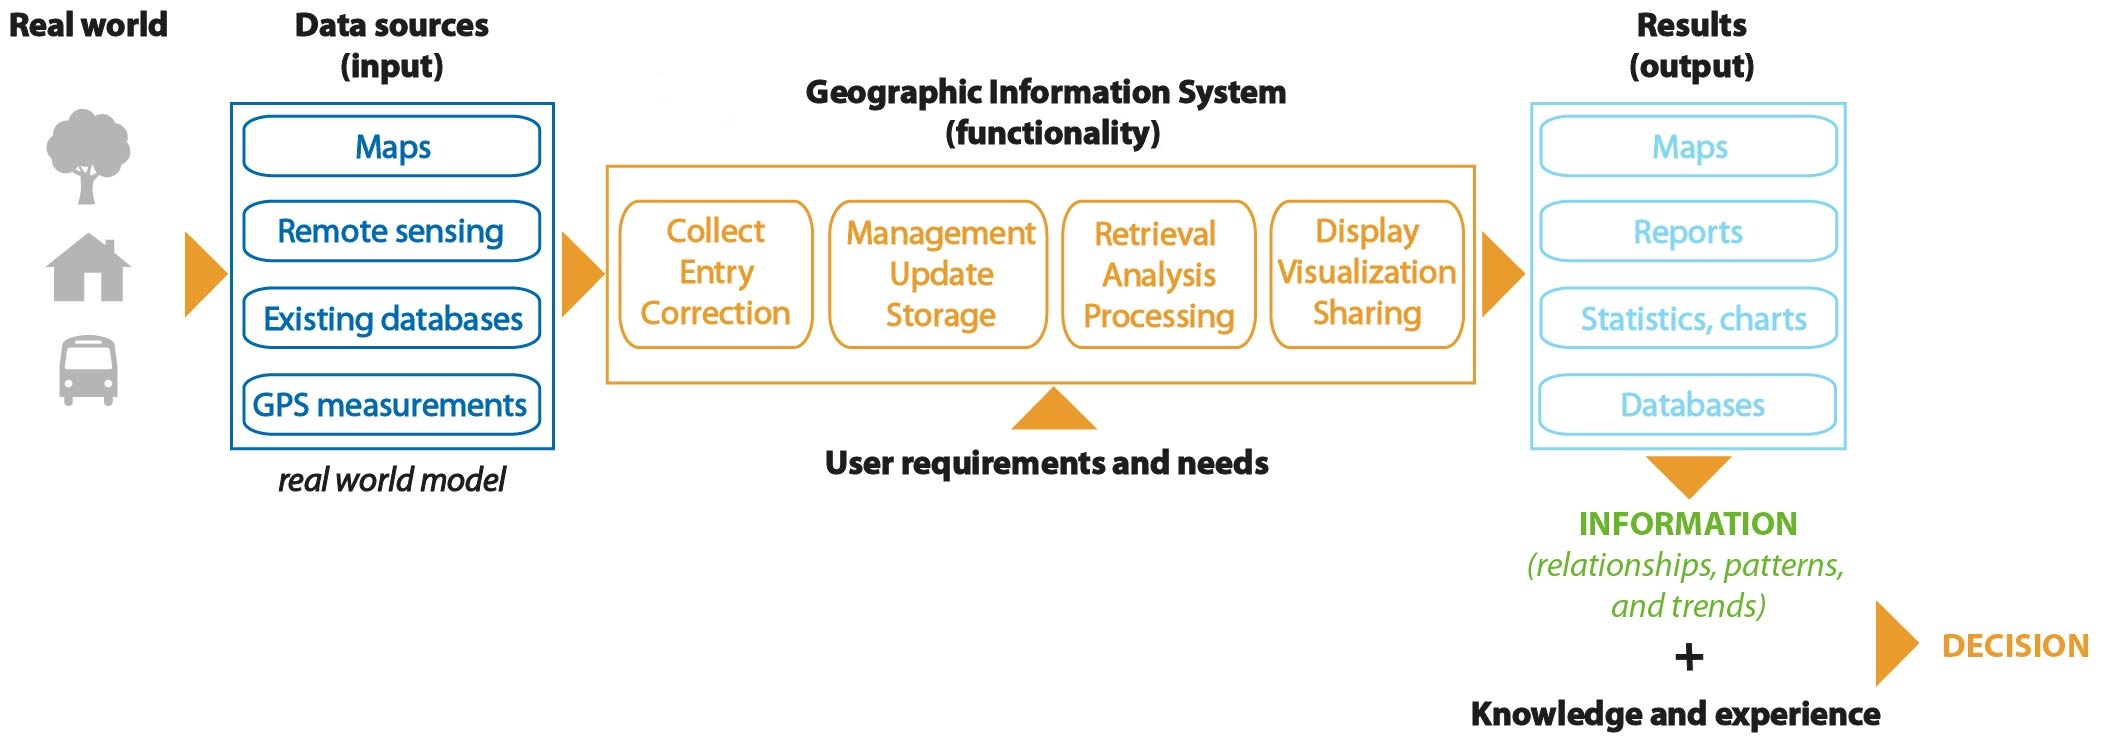 Real world
Data sources
(input)
Maps
Remote sensing
Existing databases
GPS measurements
real world model
Geographic Information System
(functionality)
Collect
Entry
Correction
Management
Update
Storage
Retrieval
Analysis
Processing
Display
Visualization
Sharing
User requirements and needs
Results
(output)
Maps
Reports
Statistics, charts
Databases
INFORMATION
(relationships, patterns,
and trends)
+
Knowledge and experience
DECISION